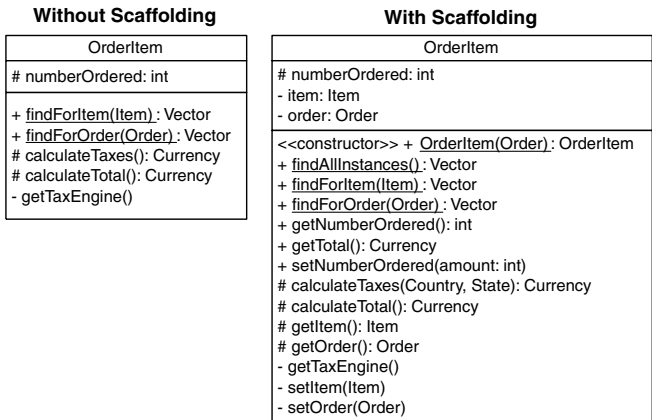 Without Scaffolding
OrderItem
# numberOrdered: int
+ findForItem(Item) : Vector
+ findForOrder(Order) : Vector
# calculateTaxes(): Currency
# calculateTotal(): Currency
- getTaxEngine()
With Scaffolding
OrderItem
# numberOrdered: int
- item: Item
- order: Order
<<constructor>> + OrderItem(Order) : OrderItem
+ findAllInstances() : Vector
+ findForItem(Item) : Vector
+ findForOrder(Order) : Vector
+ getNumberOrdered(): int
+ getTotal(): Currency
+ setNumberOrdered(amount: int)
# calculateTaxes(Country, State): Currency
# calculateTotal(): Currency
# getItem(): Item
# getOrder(): Order
- getTaxEngine()
- setItem(Item)
- setOrder(Order)